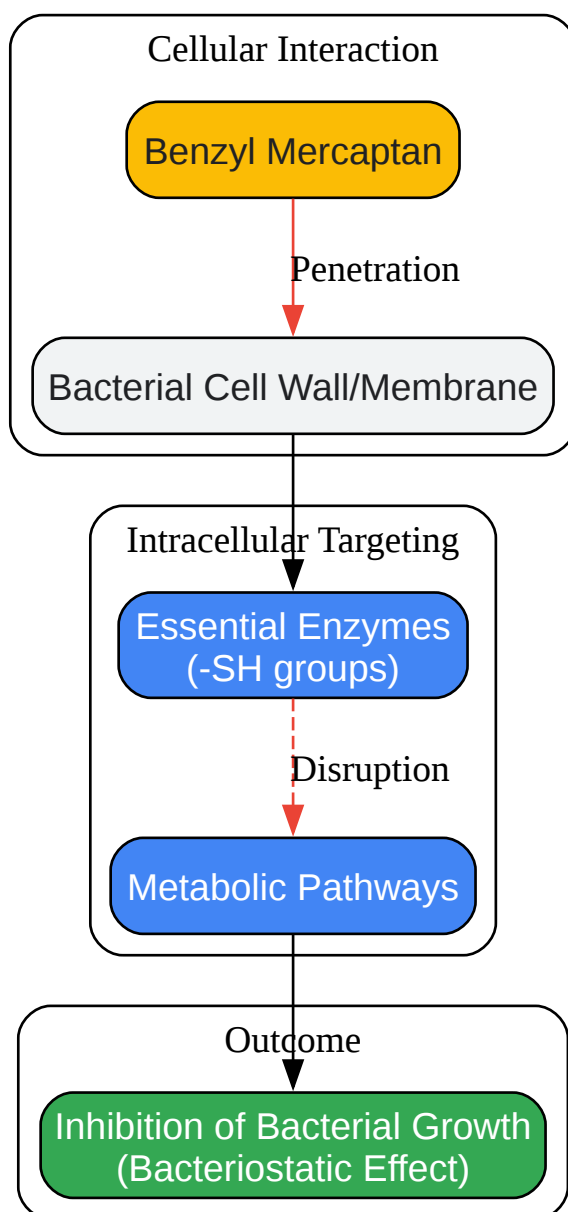 Cellular Interaction
Benzyl Mercaptan
Penetration
Bacterial Cell Wall/Membrane
Intracellular Targeting
Essential Enzymes
(-SH groups)
Disruption
Metabolic Pathways
Outcome
Inhibition of Bacterial Growth
(Bacteriostatic Effect)